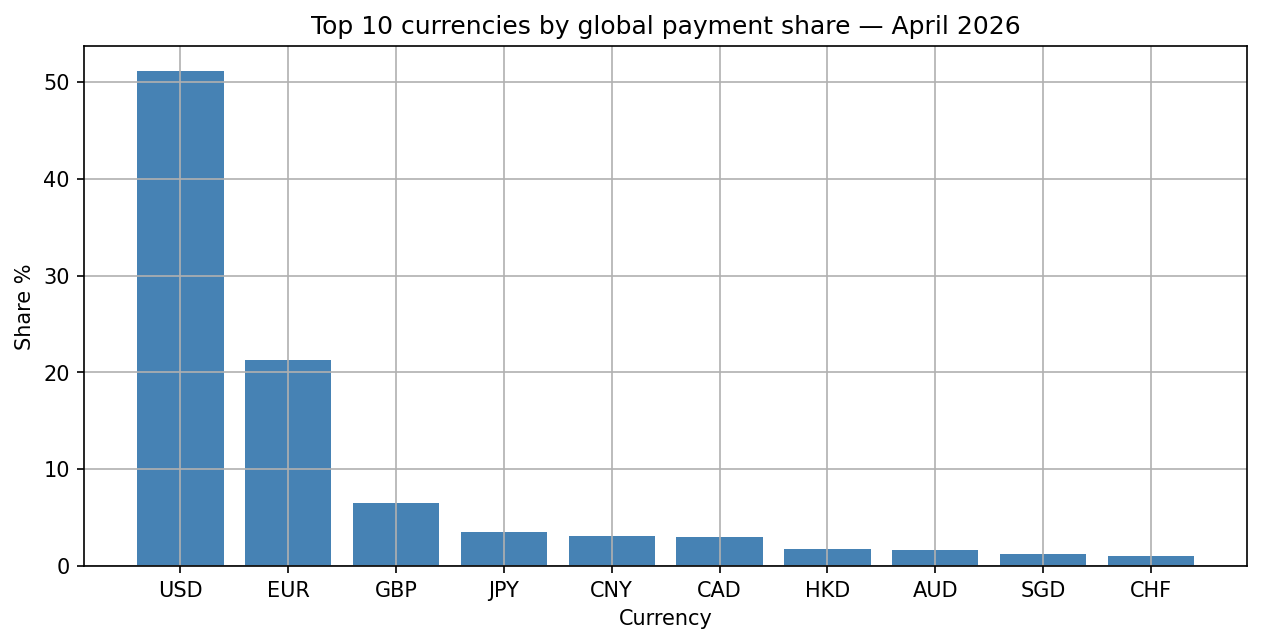 Top 10 currencies by global payment share — April 2026
Share %
50
40
30
20
10
0
USD EUR GBP JPY CNY CAD HKD AUD SGD CHF
Currency